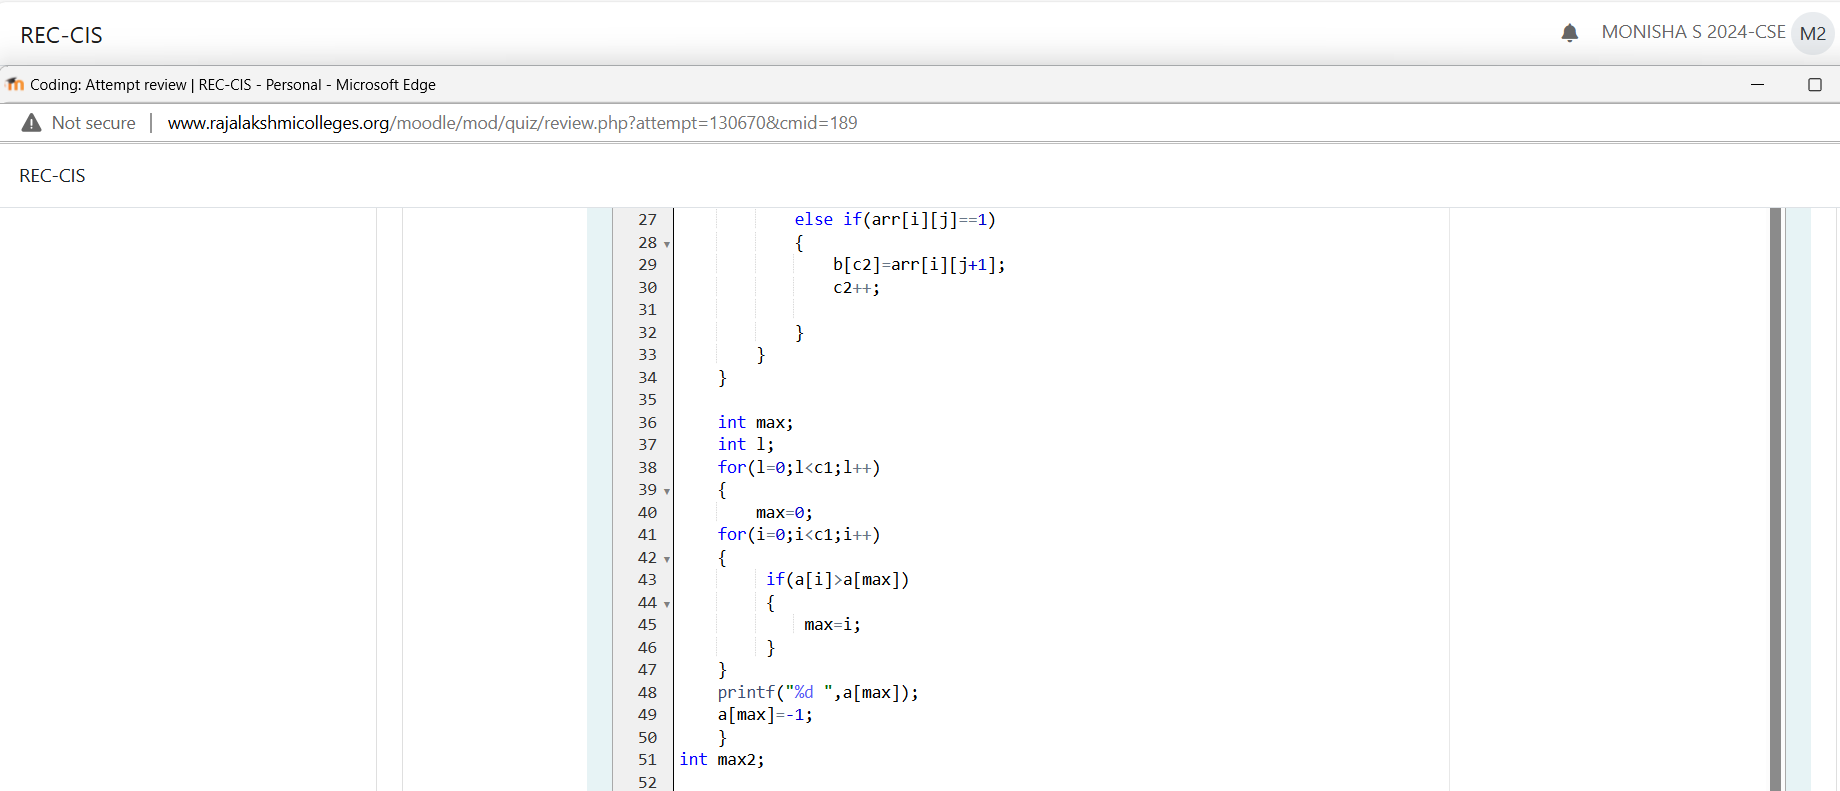 REC-CIS
MONISHA S 2024-CSE M2
Coding: Attempt review | REC-CIS - Personal - Microsoft Edge
Not secure | www.rajalakshmicolleges.org/moodle/mod/quiz/review.php?attempt=130670&cmid=189
REC-CIS
27 else if(arr[i][j]==1)
28 {
29 b[c2]=arr[i][j+1];
30 c2++;
31
32 }
33 }
34 }
35
36 int max;
37 int l;
38 for(l=0;l<c1;l++)
39 {
40 max=0;
41 for(i=0;i<c1;i++)
42 {
43 if(a[i]>a[max])
44 {
45 max=i;
46 }
47 }
48 printf("%d ",a[max]);
49 a[max]=-1;
50 }
51 int max2;
52